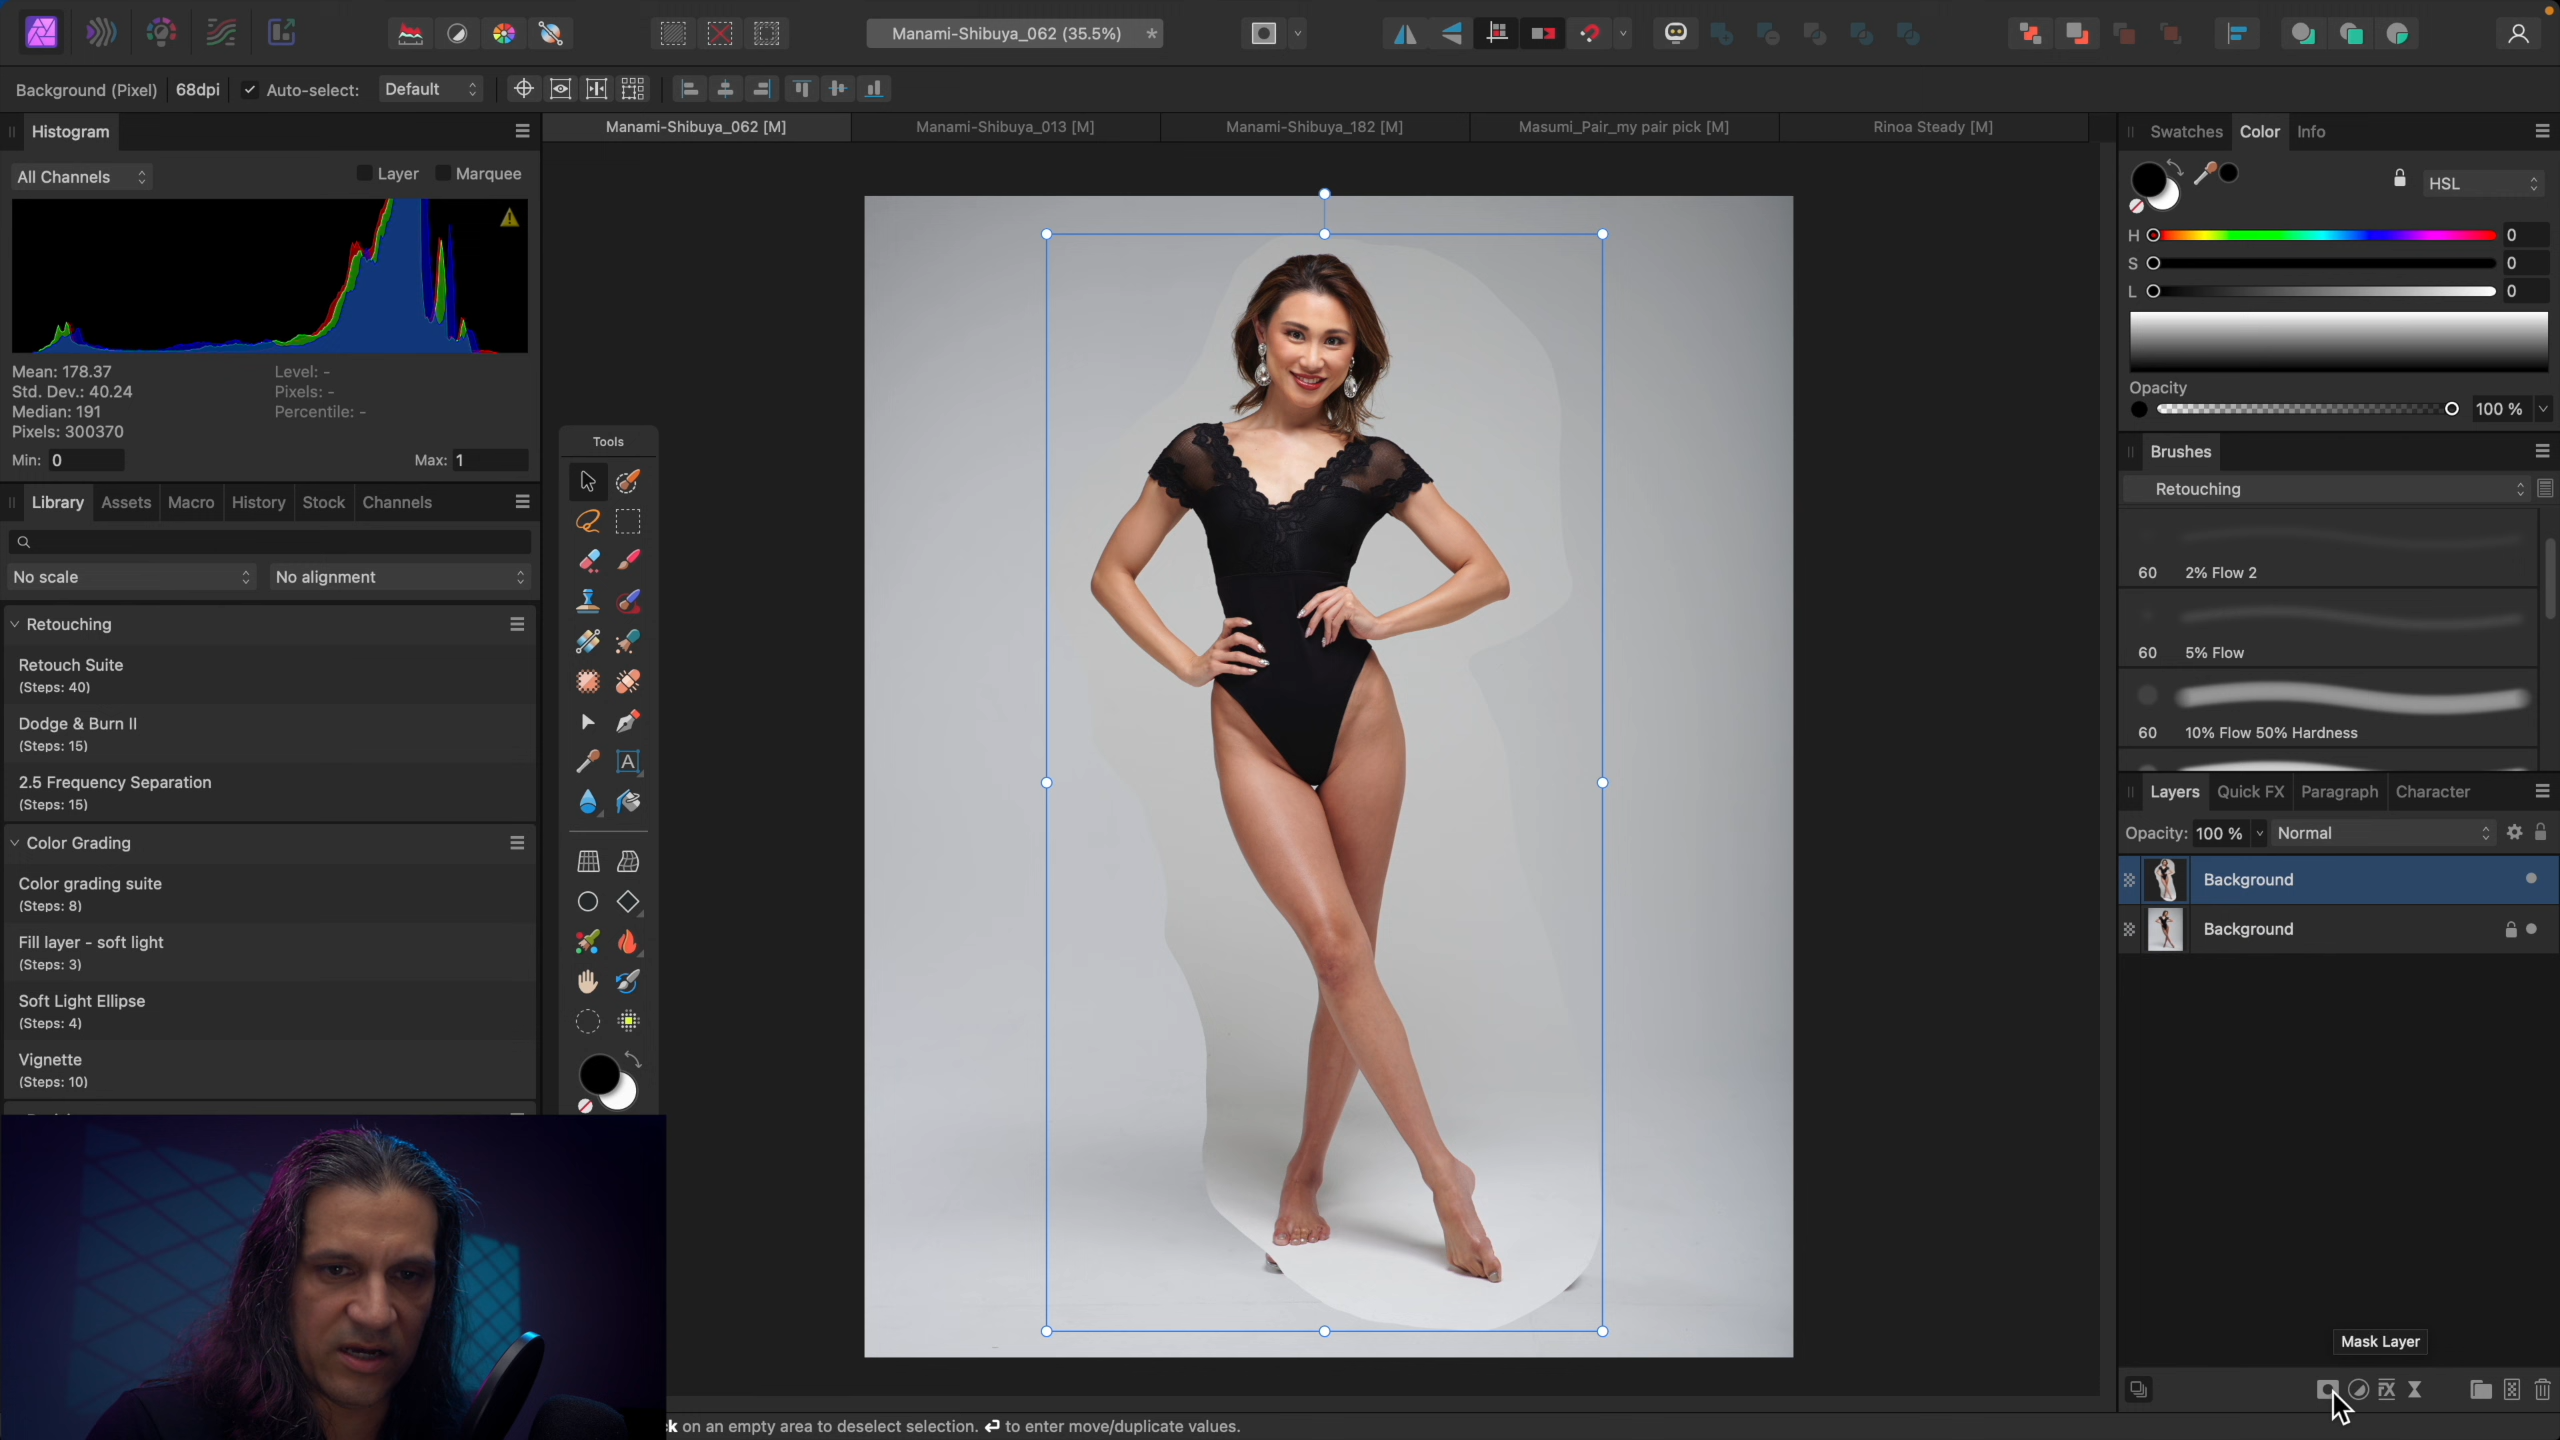 Manami-Shibuya_062 (35.5%)
*
Background (Pixel)
68dpi
Auto-select:
Default
Histogram
Manami-Shibuya_062 [M]
Manami-Shibuya_013 [M]
Manami-Shibuya_182 [M]
Masumi_Pair_my pair pick [M]
Rinoa Steady [M]
Swatches
Color
Info
All Channels
Layer
Marquee
HSL
H
0
S
0
L
0
Mean: 178.37
Std. Dev.: 40.24
Median: 191
Pixels: 300370
Level: -
Pixels: -
Percentile: -
Min: 0
Max: 1
Opacity
100 %
Tools
Brushes
Retouching
60
2% Flow 2
60
5% Flow
60
10% Flow 50% Hardness
Library
Assets
Macro
History
Stock
Channels
No scale
No alignment
Retouching
Retouch Suite
(Steps: 40)
Dodge & Burn II
(Steps: 15)
2.5 Frequency Separation
(Steps: 15)
Color Grading
Color grading suite
(Steps: 8)
Fill layer - soft light
(Steps: 3)
Soft Light Ellipse
(Steps: 4)
Vignette
(Steps: 10)
A
Layers
Quick FX
Paragraph
Character
Opacity:
100 %
Normal
Background
Background
Mask Layer
FX
on an empty area to deselect selection. ↵ to enter move/duplicate values.